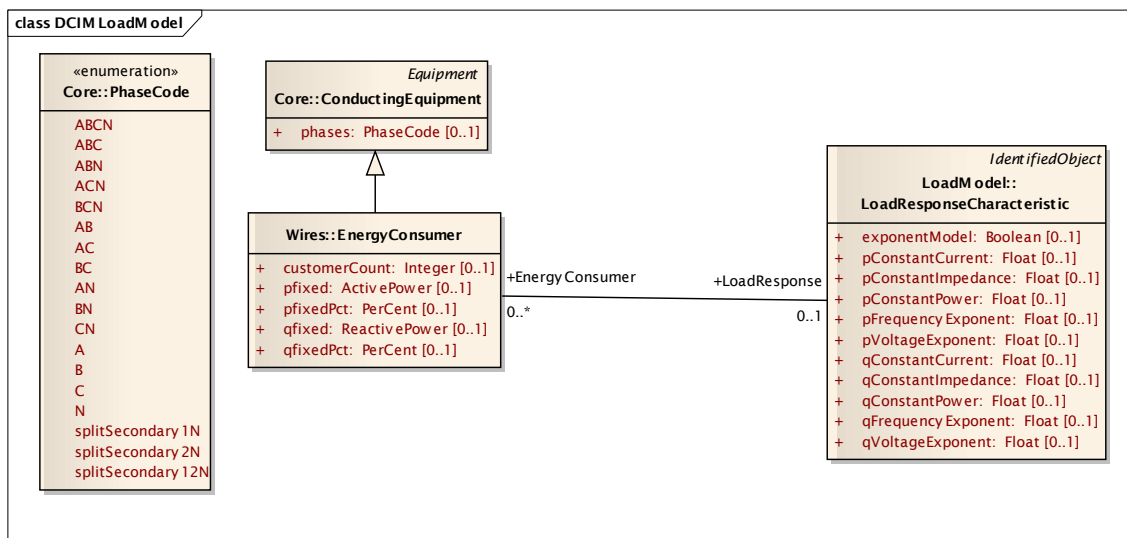 class DCIM LoadModel
«enumeration»
Core::PhaseCode
ABCN
ABC
ABN
ACN
BCN
AB
AC
BC
AN
BN
CN
A
B
C
N
splitSecondary1N
splitSecondary2N
splitSecondary12N
Equipment
Core::ConductingEquipment
+ phases: PhaseCode [0..1]
Wires::EnergyConsumer
+ customerCount: Integer [0..1]
+ pfixed: ActivePower [0..1]
+ pfixedPct: PerCent [0..1]
+ qfixed: ReactivePower [0..1]
+ qfixedPct: PerCent [0..1]
+EnergyConsumer
0..*
+LoadResponse
0..1
IdentifiedObject
LoadModel::
LoadResponseCharacteristic
+ exponentModel: Boolean [0..1]
+ pConstantCurrent: Float [0..1]
+ pConstantImpedance: Float [0..1]
+ pConstantPower: Float [0..1]
+ pFrequencyExponent: Float [0..1]
+ pVoltageExponent: Float [0..1]
+ qConstantCurrent: Float [0..1]
+ qConstantImpedance: Float [0..1]
+ qConstantPower: Float [0..1]
+ qFrequencyExponent: Float [0..1]
+ qVoltageExponent: Float [0..1]